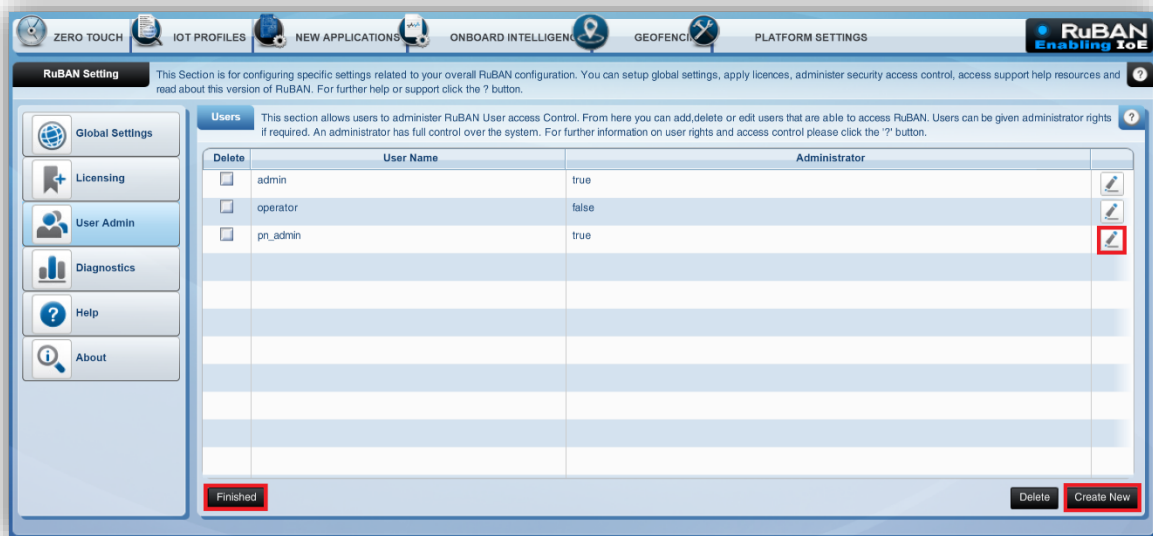 ZERO TOUCH IOT PROFILES NEW APPLICATIONS ONBOARD INTELLIGENC GEOFENCI PLATFORM SETTINGS
RuBAN
Enabling IoE
RuBAN Setting
This Section is for configuring specific settings related to your overall RuBAN configuration. You can setup global settings, apply licences, administer security access control, access support help resources and
read about this version of RuBAN. For further help or support click the ? button.
?
Global Settings
Licensing
User Admin
Diagnostics
? Help
About
Users
This section allows users to administer RuBAN User access Control. From here you can add,delete or edit users that are able to access RuBAN. Users can be given administrator rights
if required. An administrator has full control over the system. For further information on user rights and access control please click the '?' button.
?
Delete User Name Administrator
admin true
operator false
pn_admin true
Finished Delete Create New